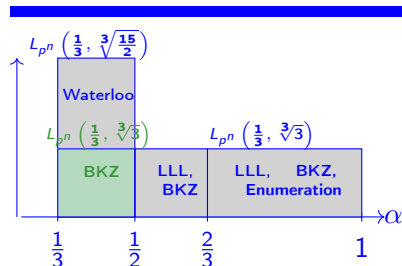 L_{p^n} (1/3, ∛(15/2))
Waterloo
L_{p^n} (1/3, ∛3) L_{p^n} (1/3, ∛3)
BKZ LLL, BKZ LLL, BKZ, Enumeration
α
1/3 1/2 2/3 1